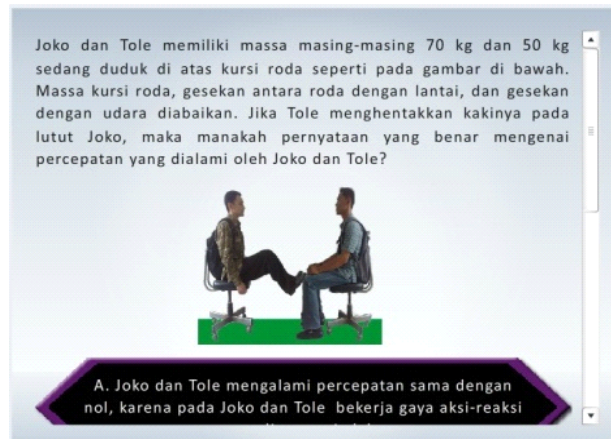 Joko dan Tole memiliki massa masing-masing 70 kg dan 50 kg
sedang duduk di atas kursi roda seperti pada gambar di bawah.
Massa kursi roda, gesekan antara roda dengan lantai, dan gesekan
dengan udara diabaikan. Jika Tole menghentakkan kakinya pada
lutut Joko, maka manakah pernyataan yang benar mengenai
percepatan yang dialami oleh Joko dan Tole?
A. Joko dan Tole mengalami percepatan sama dengan
nol, karena pada Joko dan Tole bekerja gaya aksi-reaksi